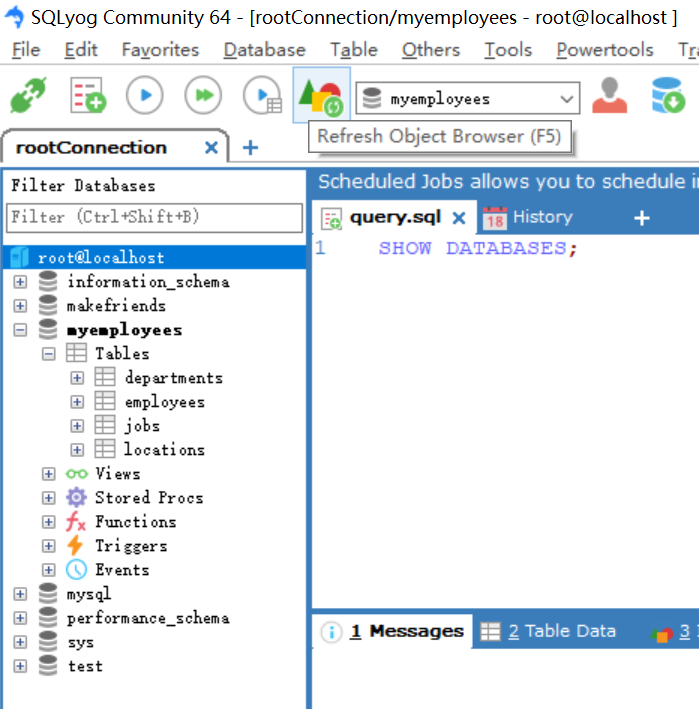 SQLyog Community 64 - [rootConnection/myemployees - root@localhost ]
File Edit Favorites Database Table Others Tools Powertools
myemployees
Refresh Object Browser (F5)
rootConnection
Filter Databases
Filter (Ctrl+Shift+B)
Scheduled Jobs allows you to schedule
query.sql
18 History
1 SHOW DATABASES;
root@localhost
information_schema
makefriends
myemployees
Tables
departments
employees
jobs
locations
Views
Stored Procs
Functions
Triggers
Events
mysql
performance_schema
sys
test
1 Messages 2 Table Data 3